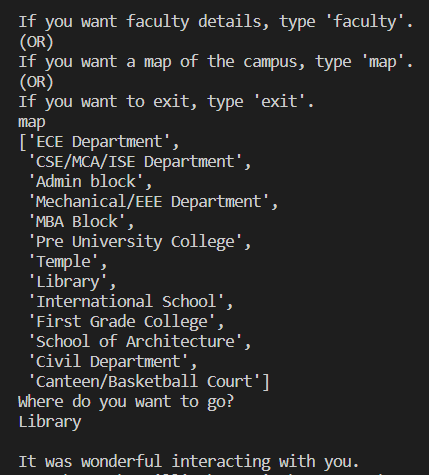 If you want faculty details, type 'faculty'.
(OR)
If you want a map of the campus, type 'map'.
(OR)
If you want to exit, type 'exit'.
map
['ECE Department',
 'CSE/MCA/ISE Department',
 'Admin block',
 'Mechanical/EEE Department',
 'MBA Block',
 'Pre University College',
 'Temple',
 'Library',
 'International School',
 'First Grade College',
 'School of Architecture',
 'Civil Department',
 'Canteen/Basketball Court']
Where do you want to go?
Library

It was wonderful interacting with you.